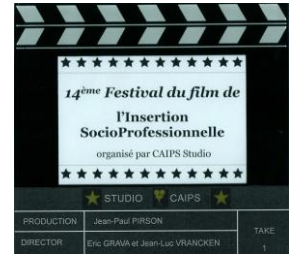 14ème Festival du film de
l'Insertion
SocioProfessionnelle
organisé par CAIPS Studio
STUDIO CAIPS
PRODUCTION Jean-Paul PIRSON
DIRECTOR Eric GRAVA et Jean-Luc VRANCKEN
TAKE
1